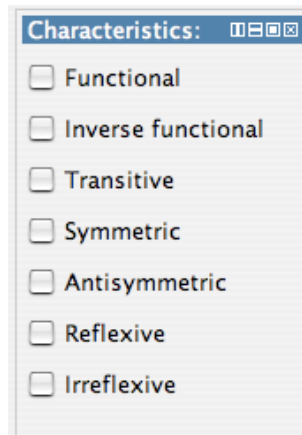 Characteristics:
Functional
Inverse functional
Transitive
Symmetric
Antisymmetric
Reflexive
Irreflexive